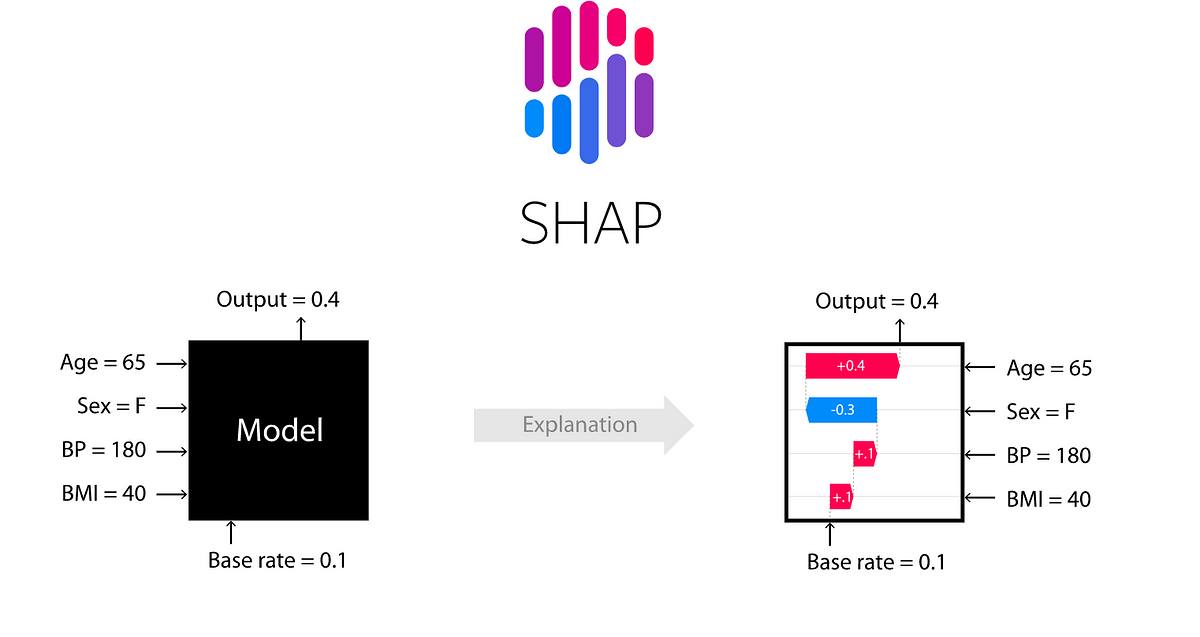 SHAP
Output = 0.4
Age = 65
Sex = F
BP = 180
BMI = 40
Model
Base rate = 0.1
Explanation
Output = 0.4
+0.4
Age = 65
-0.3
Sex = F
+.1
BP = 180
+.1
BMI = 40
Base rate = 0.1